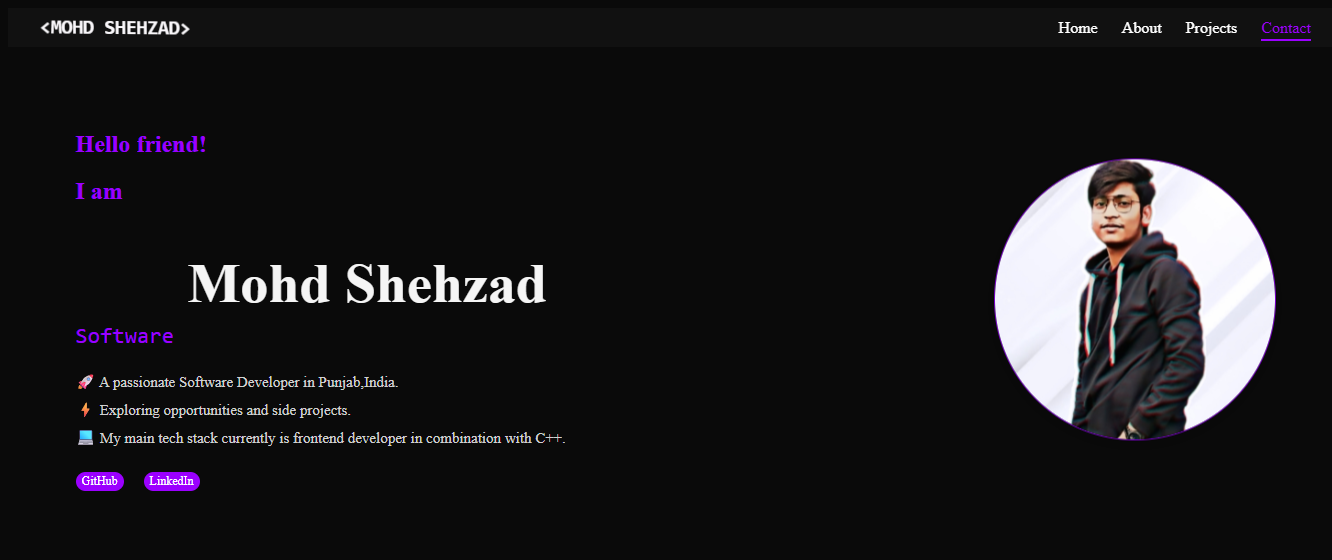 <MOHD SHEHZAD>
Home About Projects Contact
Hello friend!
I am
Mohd Shehzad
Software
🚀 A passionate Software Developer in Punjab,India.
⚡ Exploring opportunities and side projects.
💻 My main tech stack currently is frontend developer in combination with C++.
GitHub LinkedIn